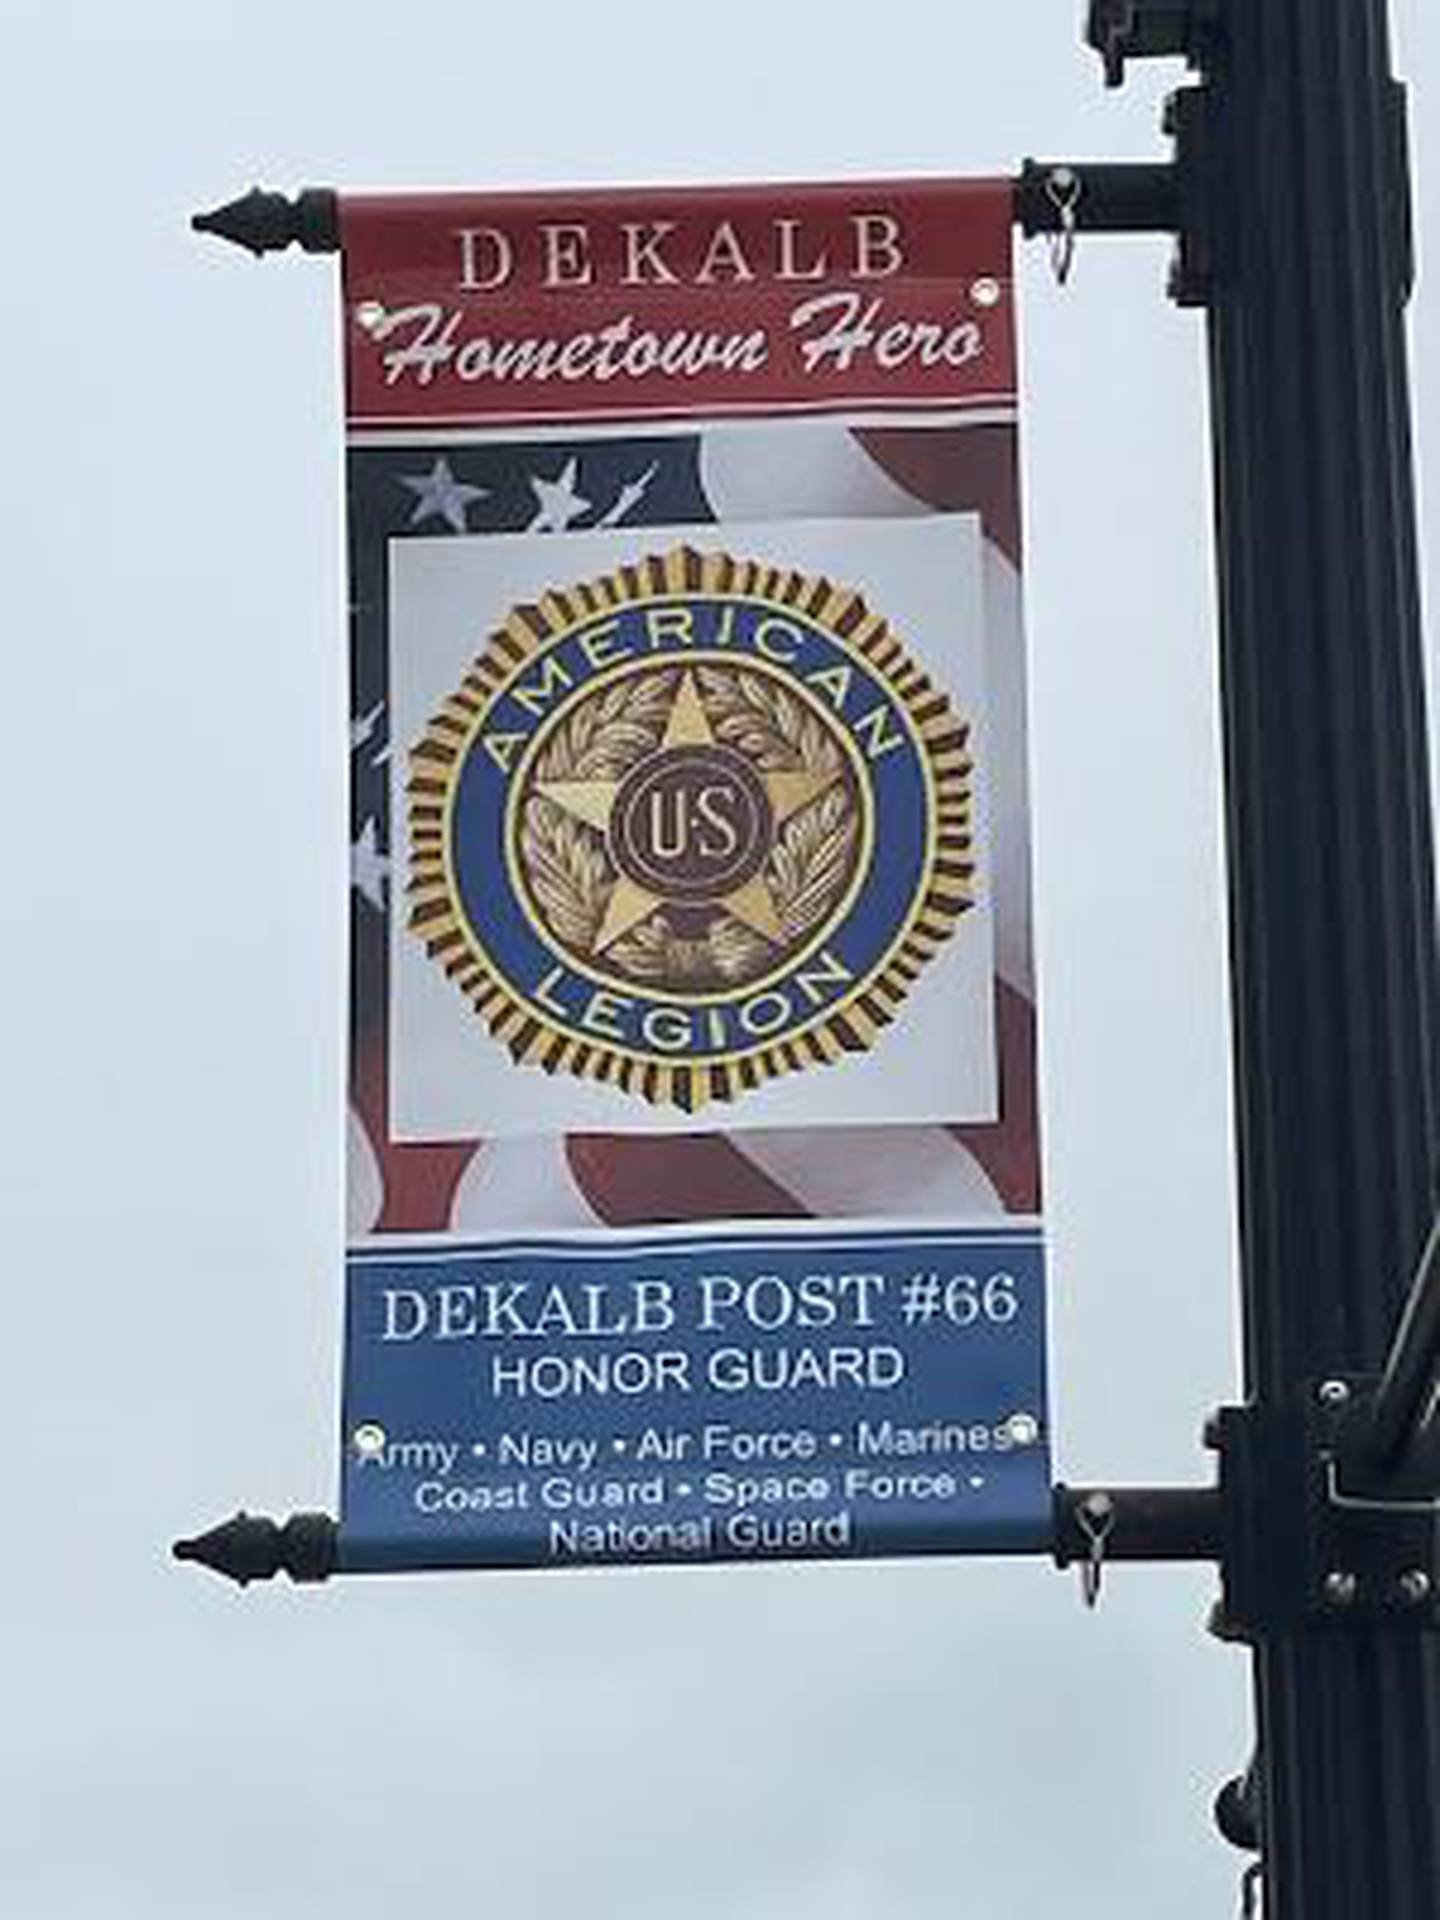 DEKALB
Hometown Hero
AMERICAN
U·S
LEGION
DEKALB POST #66
HONOR GUARD
Army • Navy • Air Force • Marines
Coast Guard • Space Force •
National Guard